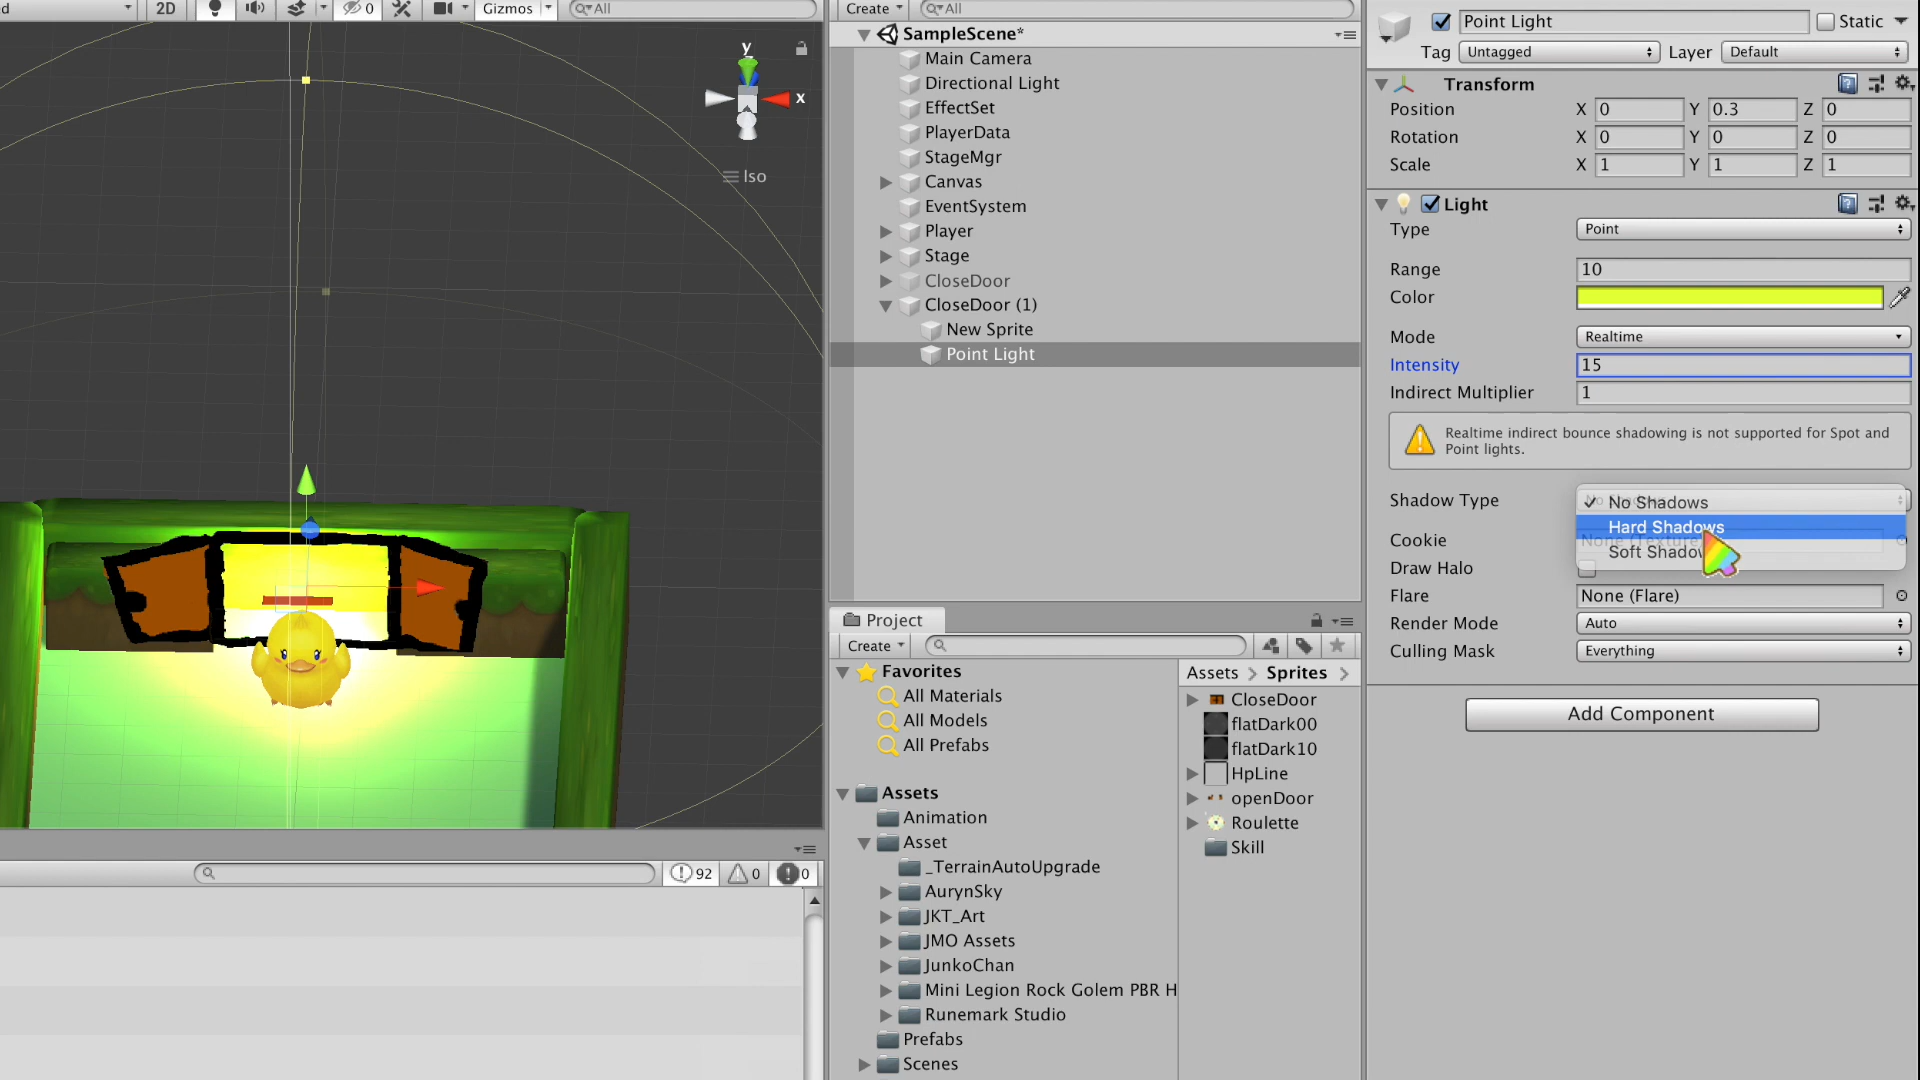 d
2D
0
Gizmos
All
y
x
Iso
92
0
0
Create
All
SampleScene*
Main Camera
Directional Light
EffectSet
PlayerData
StageMgr
Canvas
EventSystem
Player
Stage
CloseDoor
CloseDoor (1)
New Sprite
Point Light
Project
Create
Favorites
All Materials
All Models
All Prefabs
Assets
Animation
Asset
_TerrainAutoUpgrade
AurynSky
JKT_Art
JMO Assets
JunkoChan
Mini Legion Rock Golem PBR H
Runemark Studio
Prefabs
Scenes
Assets > Sprites >
CloseDoor
flatDark00
flatDark10
HpLine
openDoor
Roulette
Skill
Point Light
Static
Tag Untagged Layer Default
Transform
Position X 0 Y 0.3 Z 0
Rotation X 0 Y 0 Z 0
Scale X 1 Y 1 Z 1
Light
Type Point
Range 10
Color
Mode Realtime
Intensity 15
Indirect Multiplier 1
Realtime indirect bounce shadowing is not supported for Spot and
Point lights.
Shadow Type
✓ No Shadows
Hard Shadows
Soft Shadow
Cookie None (Texture
Draw Halo
Flare None (Flare)
Render Mode Auto
Culling Mask Everything
Add Component